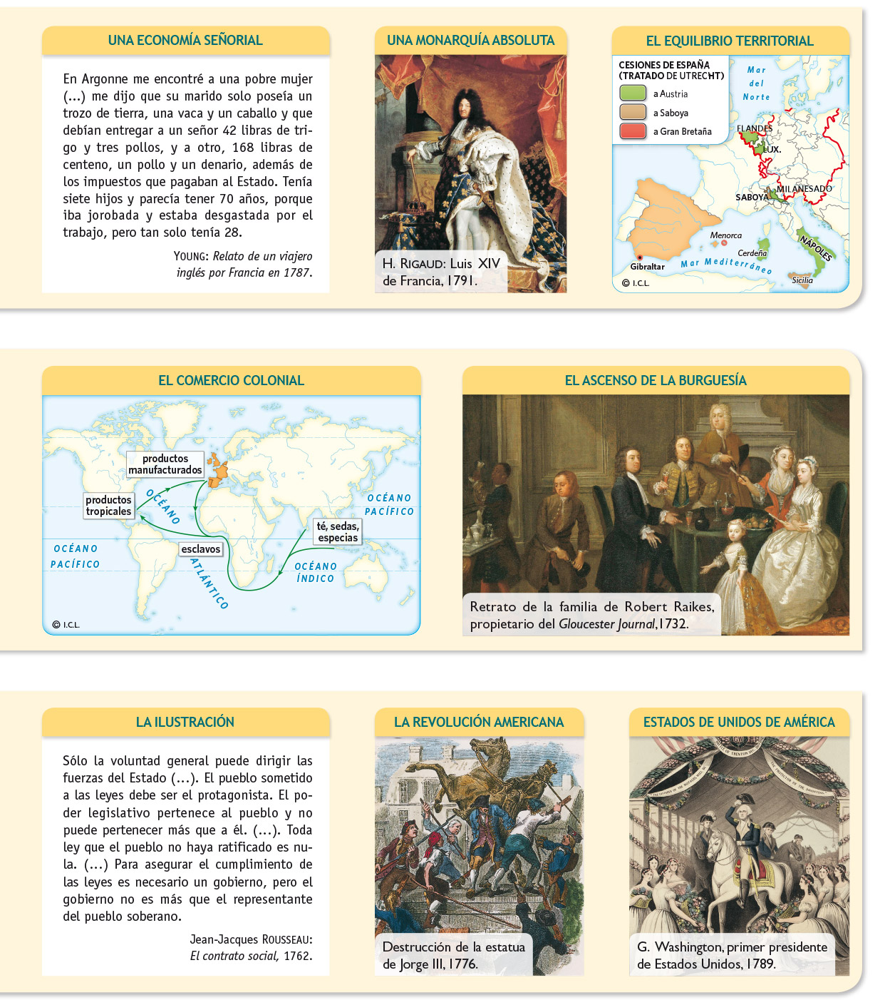 UNA ECONOMÍA SEÑORIAL
En Argonne me encontré a una pobre mujer
(...) me dijo que su marido solo poseía un
trozo de tierra, una vaca y un caballo y que
debían entregar a un señor 42 libras de tri-
go y tres pollos, y a otro, 168 libras de
centeno, un pollo y un denario, además de
los impuestos que pagaban al Estado. Tenía
siete hijos y parecía tener 70 años, porque
iba jorobada y estaba desgastada por el
trabajo, pero tan solo tenía 28.
YOUNG: Relato de un viajero
inglés por Francia en 1787.
UNA MONARQUÍA ABSOLUTA
H. RIGAUD: Luis XIV
de Francia, 1791.
EL EQUILIBRIO TERRITORIAL
CESIONES DE ESPAÑA
(TRATADO DE UTRECHT)
a Austria
a Saboya
a Gran Bretaña
Mar
del
Norte
FLANDES
LUX.
MILANESADO
SABOYA
Menorca
NÁPOLES
Cerdeña
Gibraltar
Mar Mediterráneo
Sicilia
© I.C.L.
EL COMERCIO COLONIAL
productos
manufacturados
productos
tropicales
OCÉANO
OCÉANO
PACÍFICO
té, sedas,
especias
esclavos
OCÉANO
PACÍFICO
ATLÁNTICO
OCÉANO
ÍNDICO
© I.C.L.
EL ASCENSO DE LA BURGUESÍA
Retrato de la familia de Robert Raikes,
propietario del Gloucester Journal,1732.
LA ILUSTRACIÓN
Sólo la voluntad general puede dirigir las
fuerzas del Estado (...). El pueblo sometido
a las leyes debe ser el protagonista. El po-
der legislativo pertenece al pueblo y no
puede pertenecer más que a él. (...). Toda
ley que el pueblo no haya ratificado es nu-
la. (...) Para asegurar el cumplimiento de
las leyes es necesario un gobierno, pero el
gobierno no es más que el representante
del pueblo soberano.
Jean-Jacques ROUSSEAU:
El contrato social, 1762.
LA REVOLUCIÓN AMERICANA
Destrucción de la estatua
de Jorge III, 1776.
ESTADOS DE UNIDOS DE AMÉRICA
G. Washington, primer presidente
de Estados Unidos, 1789.